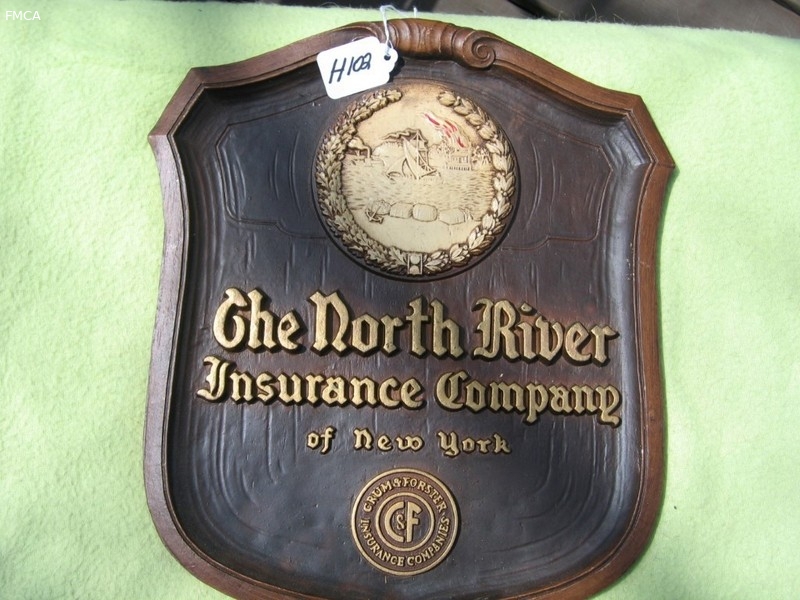 FMCA
H102
The North River
Insurance Company
of New York
CRUM & FORSTER
C&F
INSURANCE COMPANIES